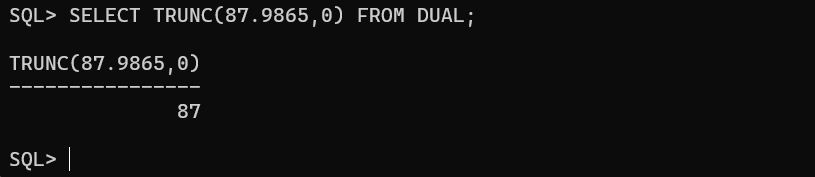 SQL> SELECT TRUNC(87.9865,0) FROM DUAL;
TRUNC(87.9865,0)
----------------
87
SQL>